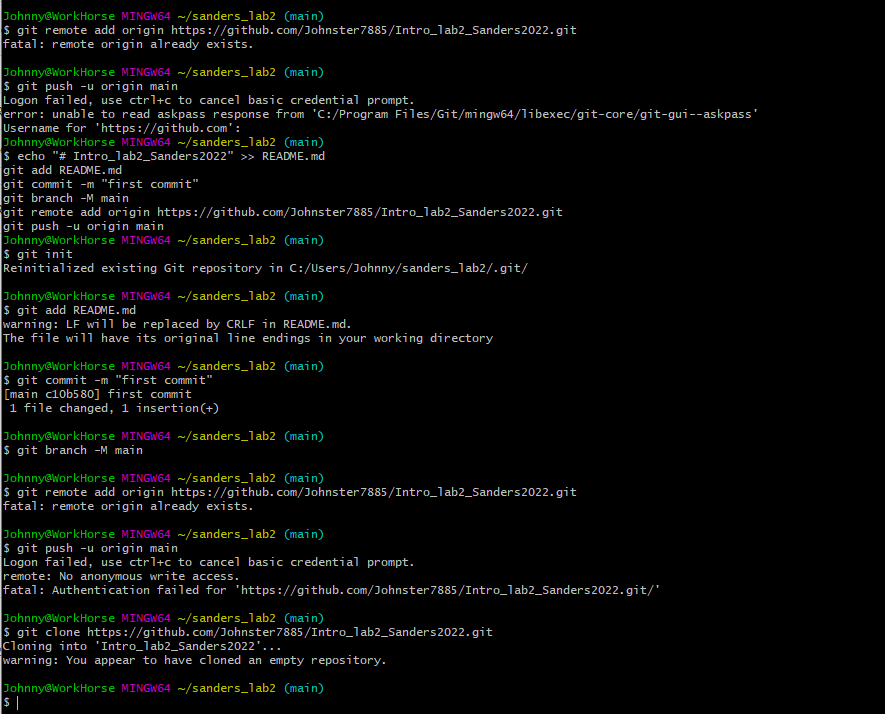 Johnny@WorkHorse MINGW64 ~/sanders_lab2 (main)
$ git remote add origin https://github.com/Johnster7885/Intro_lab2_Sanders2022.git
fatal: remote origin already exists.
Johnny@WorkHorse MINGW64 ~/sanders_lab2 (main)
$ git push -u origin main
Logon failed, use ctrl+c to cancel basic credential prompt.
error: unable to read askpass response from 'C:/Program Files/Git/mingw64/libexec/git-core/git-gui--askpass'
Username for 'https://github.com':
Johnny@WorkHorse MINGW64 ~/sanders_lab2 (main)
$ echo "# Intro_lab2_Sanders2022" >> README.md
git add README.md
git commit -m "first commit"
git branch -M main
git remote add origin https://github.com/Johnster7885/Intro_lab2_Sanders2022.git
git push -u origin main
Johnny@WorkHorse MINGW64 ~/sanders_lab2 (main)
$ git init
Reinitialized existing Git repository in C:/Users/Johnny/sanders_lab2/.git/
Johnny@WorkHorse MINGW64 ~/sanders_lab2 (main)
$ git add README.md
warning: LF will be replaced by CRLF in README.md.
The file will have its original line endings in your working directory
Johnny@WorkHorse MINGW64 ~/sanders_lab2 (main)
$ git commit -m "first commit"
[main c10b580] first commit
 1 file changed, 1 insertion(+)
Johnny@WorkHorse MINGW64 ~/sanders_lab2 (main)
$ git branch -M main
Johnny@WorkHorse MINGW64 ~/sanders_lab2 (main)
$ git remote add origin https://github.com/Johnster7885/Intro_lab2_Sanders2022.git
fatal: remote origin already exists.
Johnny@WorkHorse MINGW64 ~/sanders_lab2 (main)
$ git push -u origin main
Logon failed, use ctrl+c to cancel basic credential prompt.
remote: No anonymous write access.
fatal: Authentication failed for 'https://github.com/Johnster7885/Intro_lab2_Sanders2022.git/'
Johnny@WorkHorse MINGW64 ~/sanders_lab2 (main)
$ git clone https://github.com/Johnster7885/Intro_lab2_Sanders2022.git
Cloning into 'Intro_lab2_Sanders2022'...
warning: You appear to have cloned an empty repository.
Johnny@WorkHorse MINGW64 ~/sanders_lab2 (main)
$